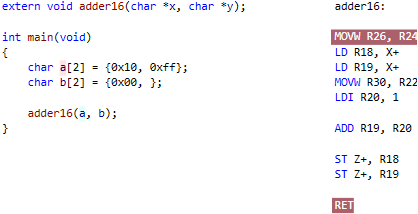 extern void adder16(char *x, char *y);
int main(void)
{
char a[2] = {0x10, 0xff};
char b[2] = {0x00, };
adder16(a, b);
}
adder16:
MOVW R26, R24
LD R18, X+
LD R19, X+
MOVW R30, R22
LDI R20, 1
ADD R19, R20
ST Z+, R18
ST Z+, R19
RET